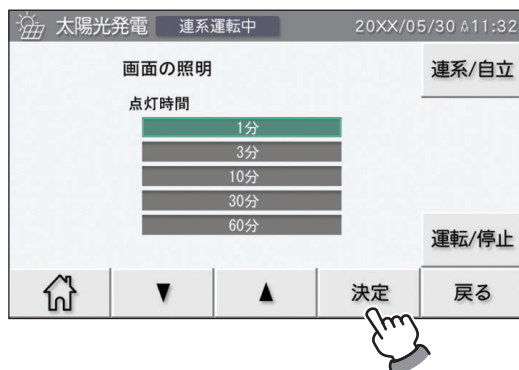 太陽光発電 連系運転中 20XX/05/30 11:32
画面の照明
連系/自立
点灯時間
1分
3分
10分
30分
60分
運転/停止
▼ ▲ 決定 戻る